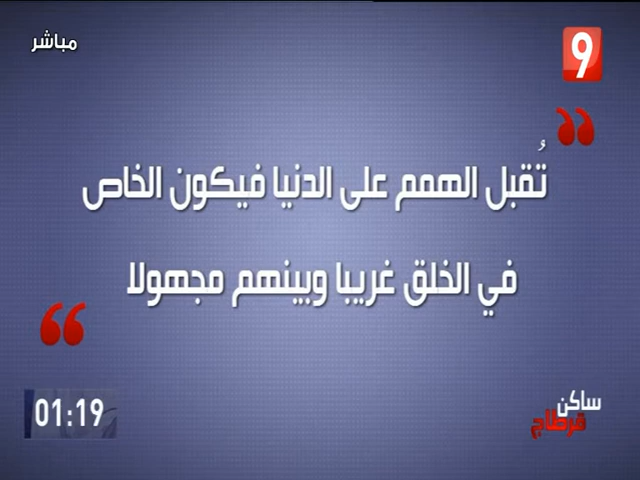 مباشر
9
تُقبل الهمم على الدنيا فيكون الخاص
في الخلق غريبا وبينهم مجهولا
01:19
ساكن
قرطاج